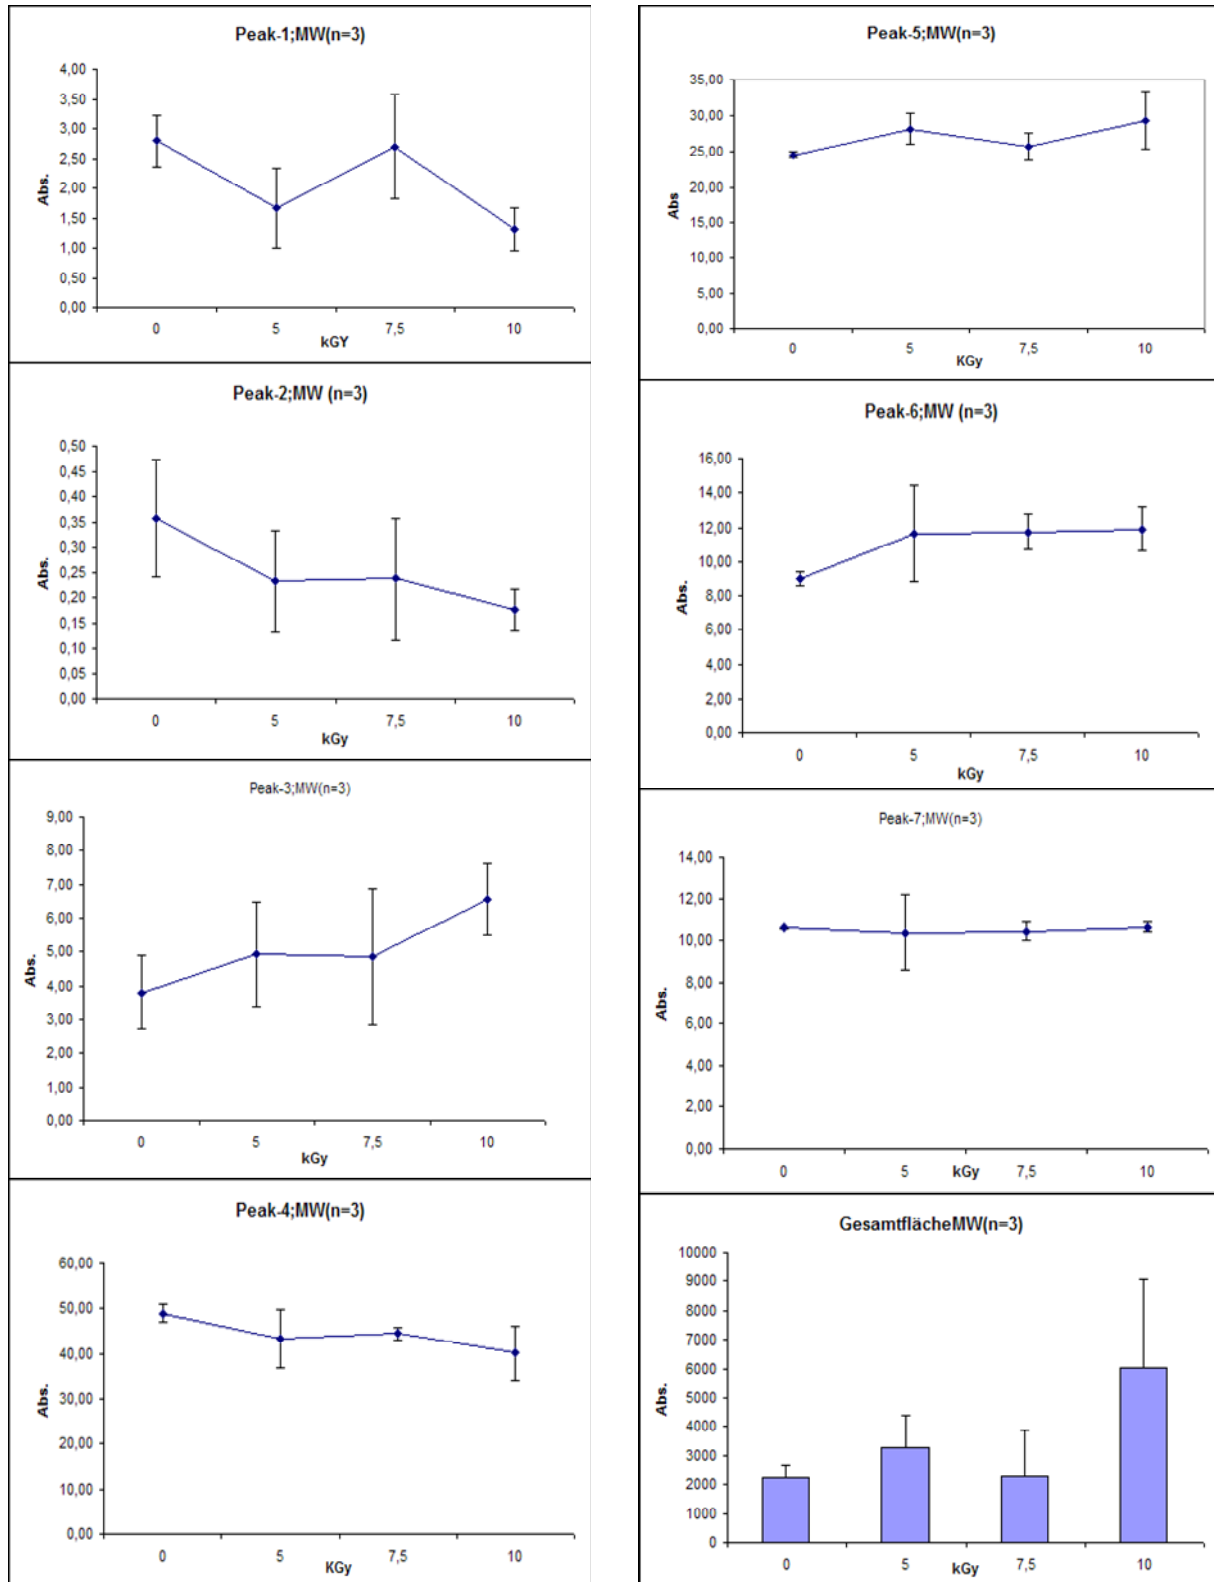 Peak-1;MW(n=3)
4,00
3,50
3,00
2,50
2,00
1,50
1,00
0,50
0,00
Abs.
0 5 7,5 10
kGY
Peak-2;MW (n=3)
0,50
0,45
0,40
0,35
0,30
0,25
0,20
0,15
0,10
0,05
0,00
Abs.
0 5 7,5 10
kGy
Peak-3;MW(n=3)
9,00
8,00
7,00
6,00
5,00
4,00
3,00
2,00
1,00
0,00
Abs.
0 5 7,5 10
kGy
Peak-4;MW(n=3)
60,00
50,00
40,00
30,00
20,00
10,00
0,00
Abs.
0 5 7,5 10
KGy
Peak-5;MW(n=3)
35,00
30,00
25,00
20,00
15,00
10,00
5,00
0,00
Abs
0 5 7,5 10
KGy
Peak-6;MW (n=3)
16,00
14,00
12,00
10,00
8,00
6,00
4,00
2,00
0,00
Abs.
0 5 7,5 10
kGy
Peak-7;MW(n=3)
14,00
12,00
10,00
8,00
6,00
4,00
2,00
0,00
Abs.
0 5 7,5 10
kGy
GesamtflächeMW(n=3)
10000
9000
8000
7000
6000
5000
4000
3000
2000
1000
0
Abs.
0 5 7,5 10
kGy